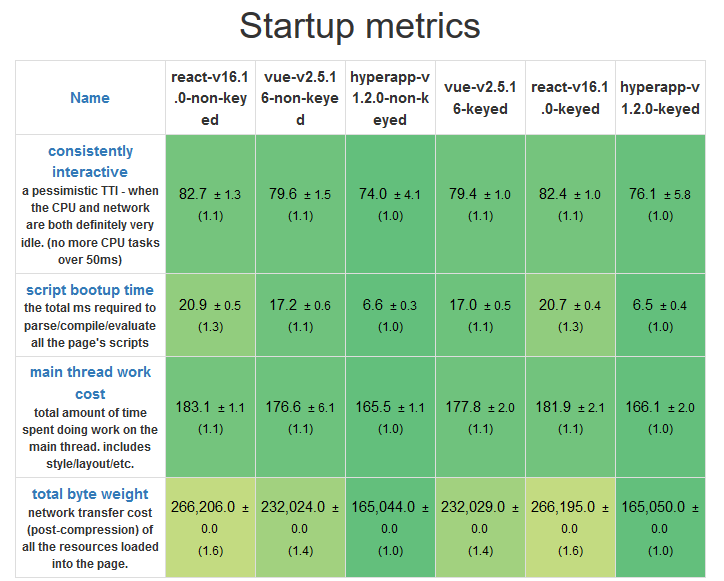 Startup metrics
Name
react-v16.1
0-non-key
ed
vue-v2.5.1
6-non-keye
d
hyperapp-v
1.2.0-non-k
eyed
vue-v2.5.1
6-keyed
react-v16.1
.0-keyed
hyperapp-v
1.2.0-keyed
consistently
interactive
a pessimistic TTI - when
the CPU and network
are both definitely very
idle. (no more CPU tasks
over 50ms)
82.7 ± 1.3
(1.1)
79.6 ± 1.5
(1.1)
74.0 ± 4.1
(1.0)
79.4 ± 1.0
(1.1)
82.4 ± 1.0
(1.1)
76.1 ± 5.8
(1.0)
script bootup time
the total ms required to
parse/compile/evaluate
all the page's scripts
20.9 ± 0.5
(1.3)
17.2 ± 0.6
(1.1)
6.6 ± 0.3
(1.0)
17.0 ± 0.5
(1.1)
20.7 ± 0.4
(1.3)
6.5 ± 0.4
(1.0)
main thread work
cost
total amount of time
spent doing work on the
main thread. includes
style/layout/etc.
183.1 ± 1.1
(1.1)
176.6 ± 6.1
(1.1)
165.5 ± 1.1
(1.0)
177.8 ± 2.0
(1.1)
181.9 ± 2.1
(1.1)
166.1 ± 2.0
(1.0)
total byte weight
network transfer cost
(post-compression) of
all the resources loaded
into the page.
266,206.0 ±
0.0
(1.6)
232,024.0 ±
0.0
(1.4)
165,044.0 ±
0.0
(1.0)
232,029.0 ±
0.0
(1.4)
266,195.0 ±
0.0
(1.6)
165,050.0 ±
0.0
(1.0)